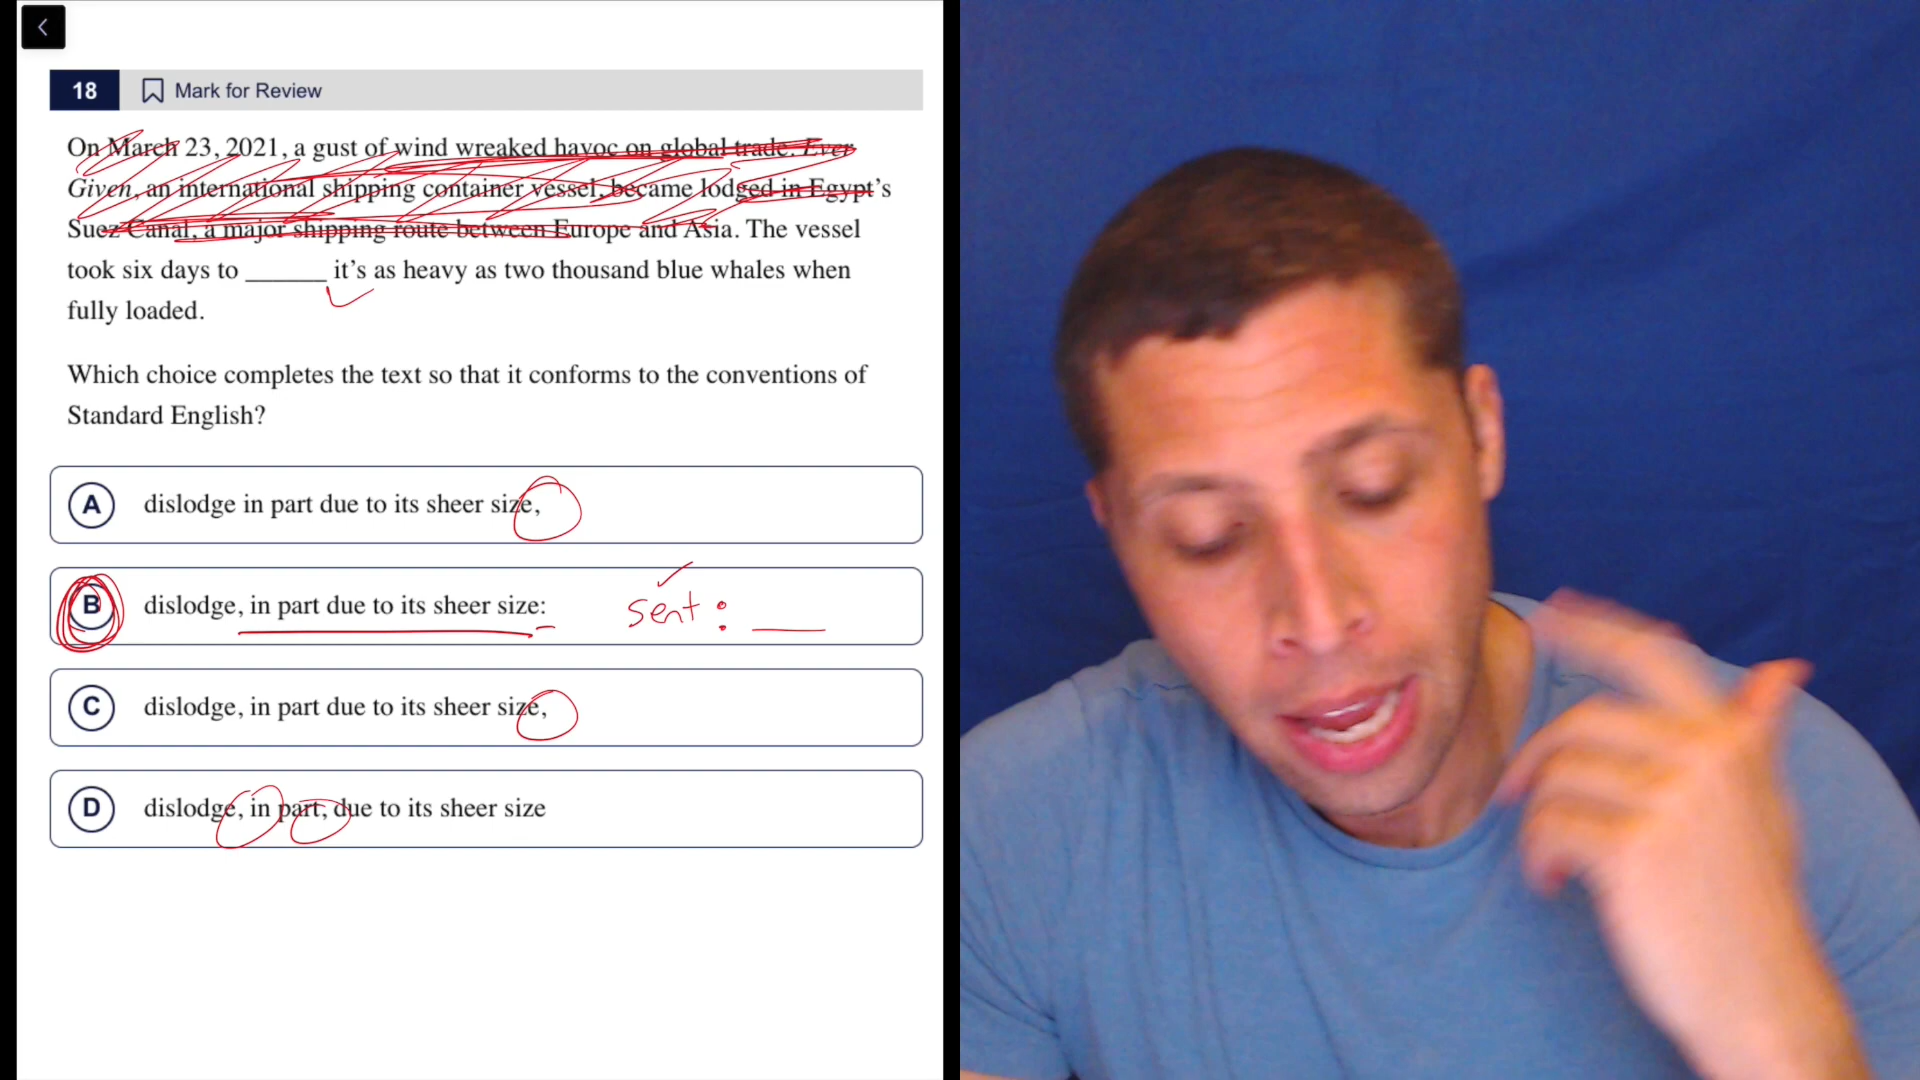 18 Mark for Review
On March 23, 2021, a gust of wind wreaked havoc on global trade. Ever
Given, an international shipping container vessel, became lodged in Egypt’s
Suez Canal, a major shipping route between Europe and Asia. The vessel
took six days to ______ it’s as heavy as two thousand blue whales when
fully loaded.
Which choice completes the text so that it conforms to the conventions of
Standard English?
A dislodge in part due to its sheer size,
B dislodge, in part due to its sheer size: sent : ___
C dislodge, in part due to its sheer size,
D dislodge, in part, due to its sheer size